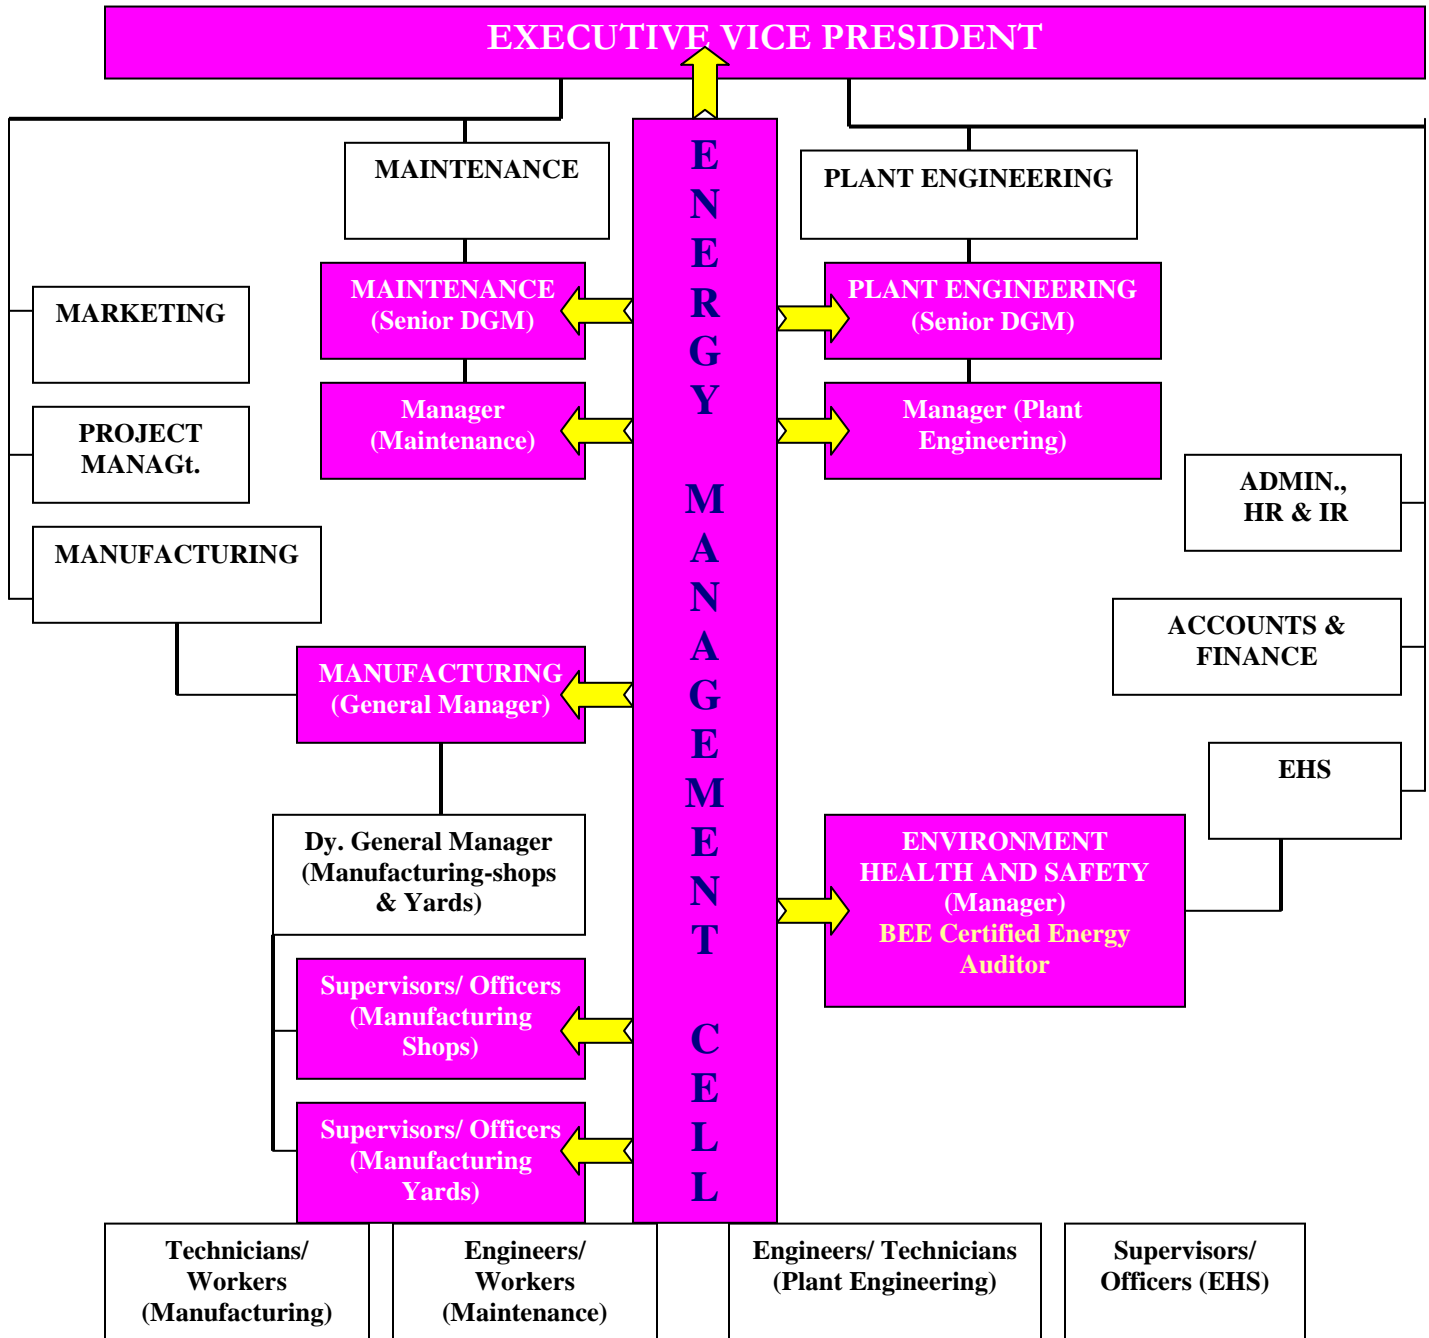 EXECUTIVE VICE PRESIDENT
MAINTENANCE
PLANT ENGINEERING
MAINTENANCE
(Senior DGM)
PLANT ENGINEERING
(Senior DGM)
MARKETING
Manager
(Maintenance)
Manager (Plant
Engineering)
PROJECT
MANAGt.
ADMIN.,
HR & IR
MANUFACTURING
ACCOUNTS &
FINANCE
MANUFACTURING
(General Manager)
EHS
Dy. General Manager
(Manufacturing-shops
& Yards)
ENVIRONMENT
HEALTH AND SAFETY
(Manager)
BEE Certified Energy
Auditor
Supervisors/ Officers
(Manufacturing
Shops)
Supervisors/ Officers
(Manufacturing
Yards)
E
N
E
R
G
Y
M
A
N
A
G
E
M
E
N
T
C
E
L
L
Technicians/
Workers
(Manufacturing)
Engineers/
Workers
(Maintenance)
Engineers/ Technicians
(Plant Engineering)
Supervisors/
Officers (EHS)